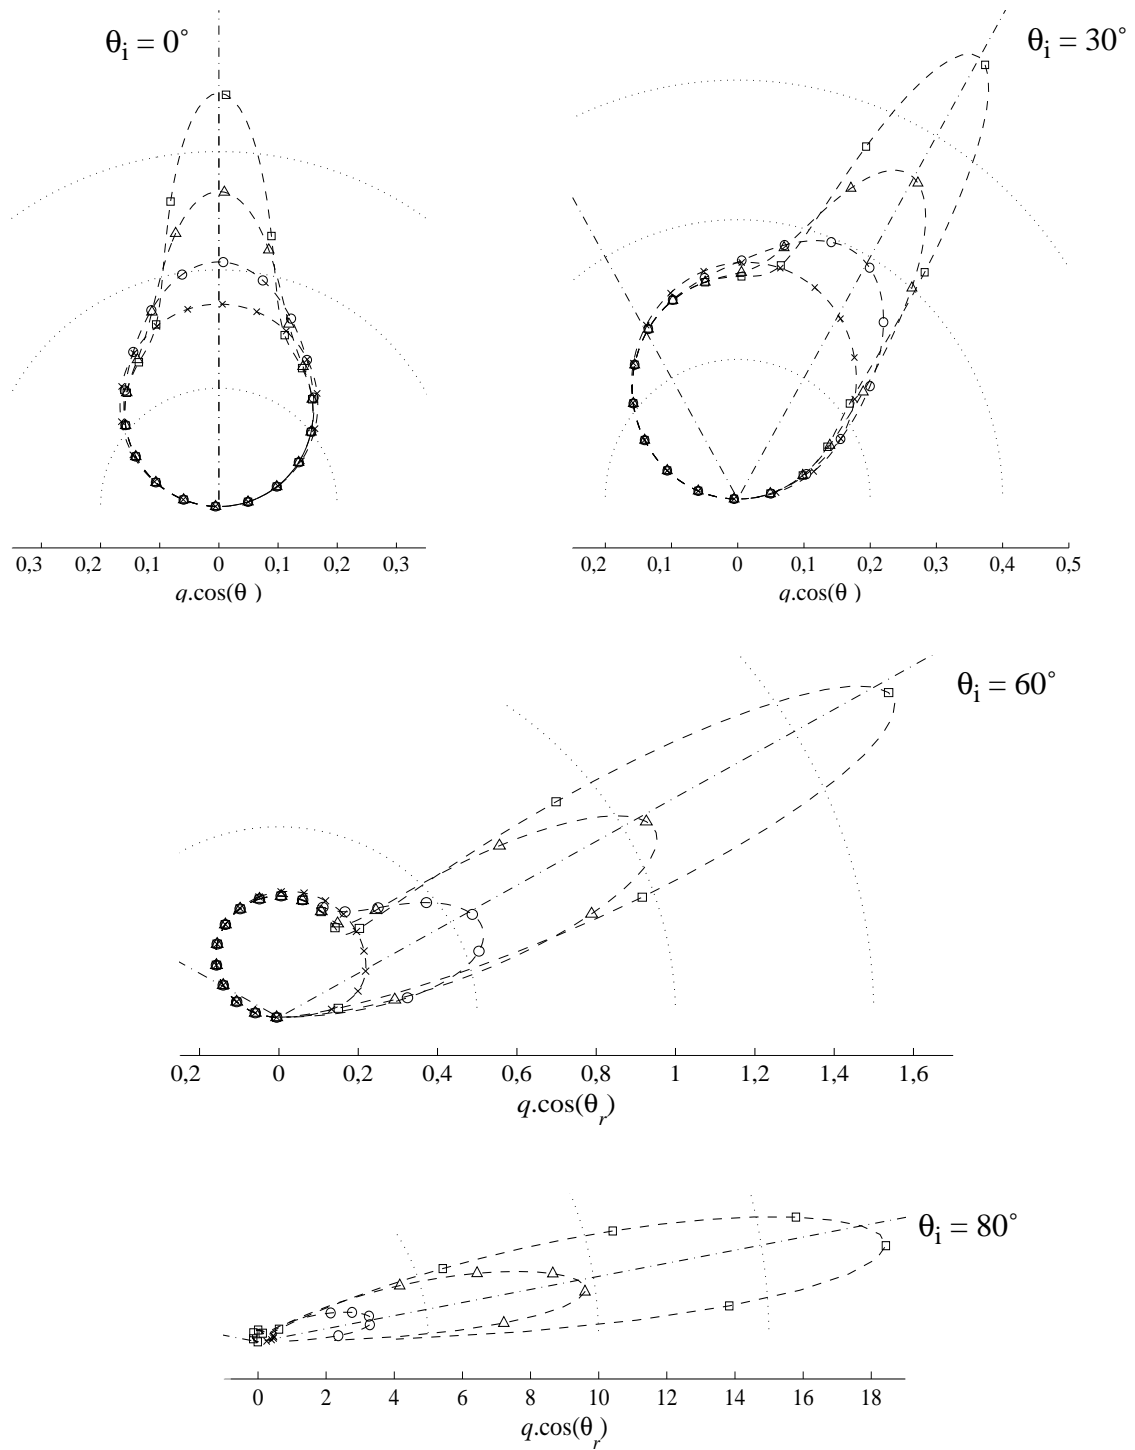 θi = 0°
0,3 0,2 0,1 0 0,1 0,2 0,3
q.cos(θ )
θi = 30°
0,2 0,1 0 0,1 0,2 0,3 0,4 0,5
q.cos(θ )
θi = 60°
0,2 0 0,2 0,4 0,6 0,8 1 1,2 1,4 1,6
q.cos(θr)
θi = 80°
0 2 4 6 8 10 12 14 16 18
q.cos(θr)